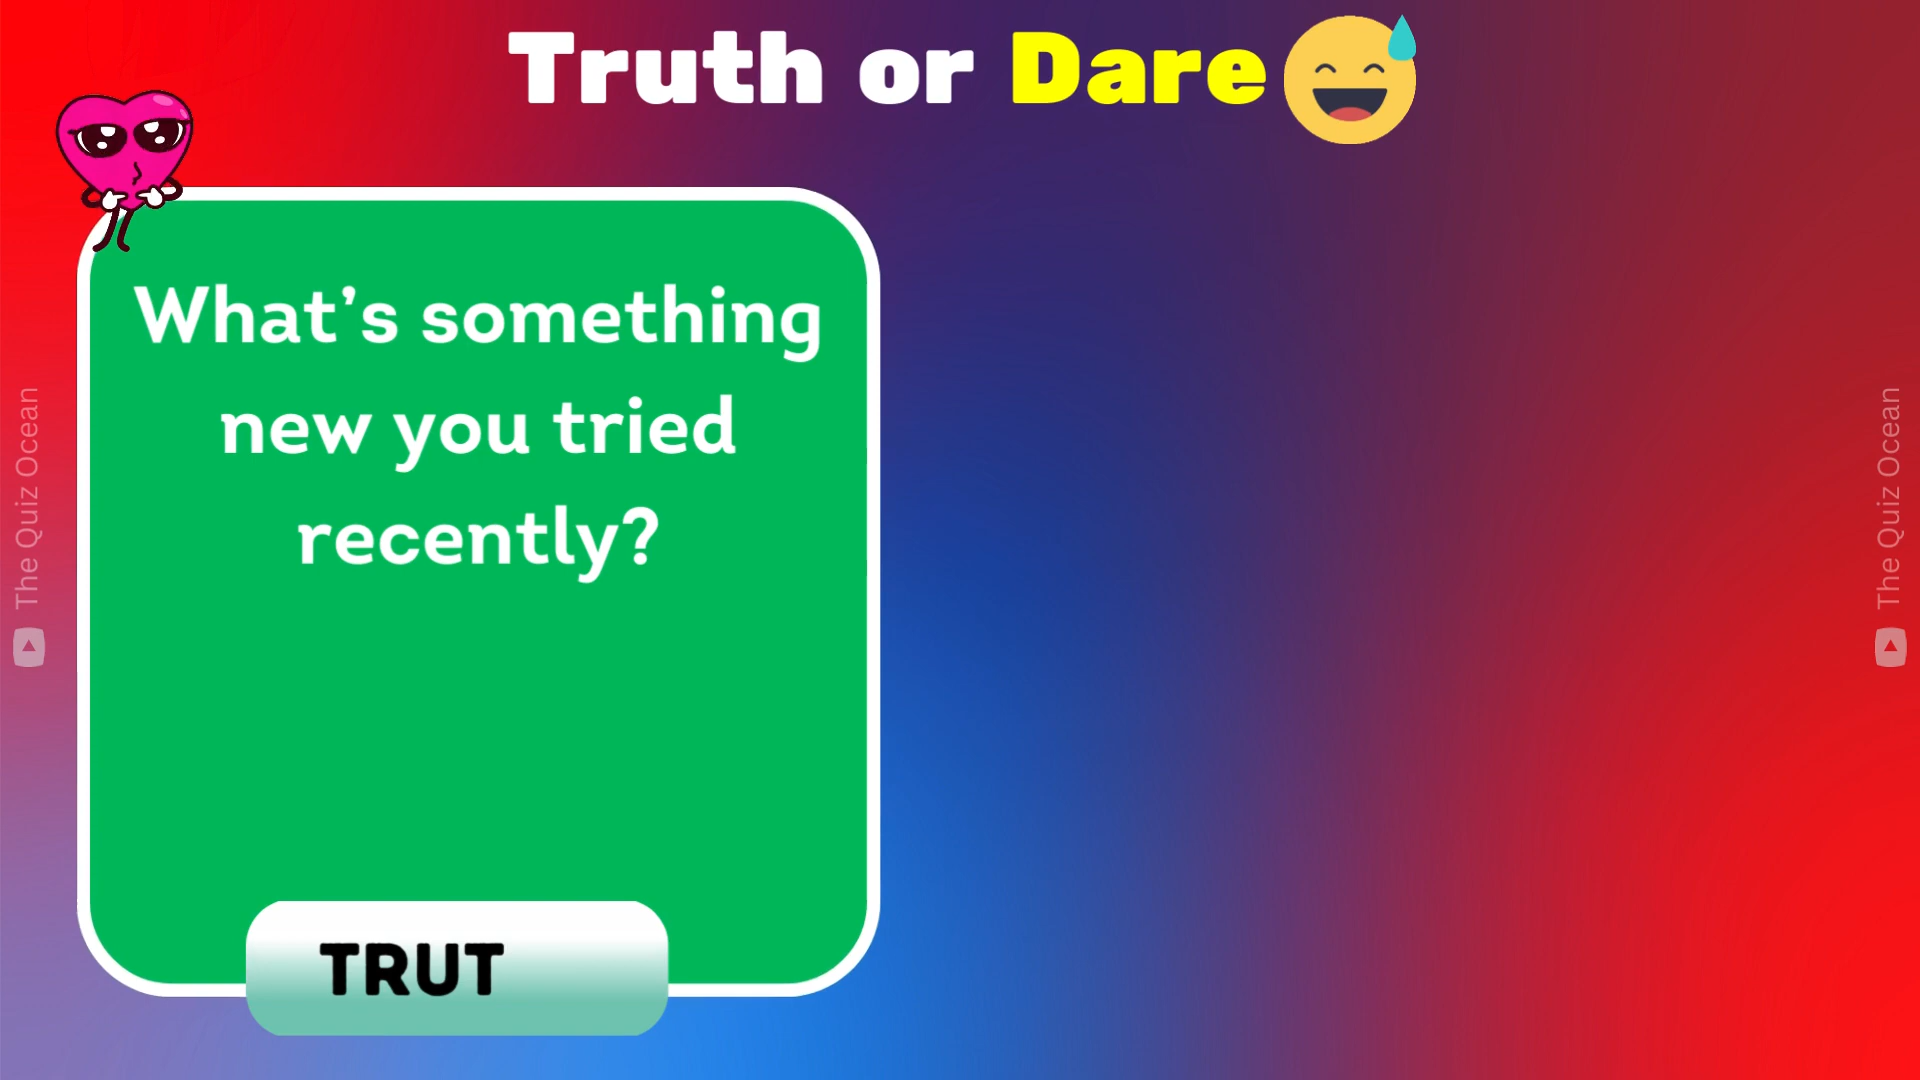 Truth or Dare
What's something
new you tried
recently?
TRUT
The Quiz Ocean
The Quiz Ocean